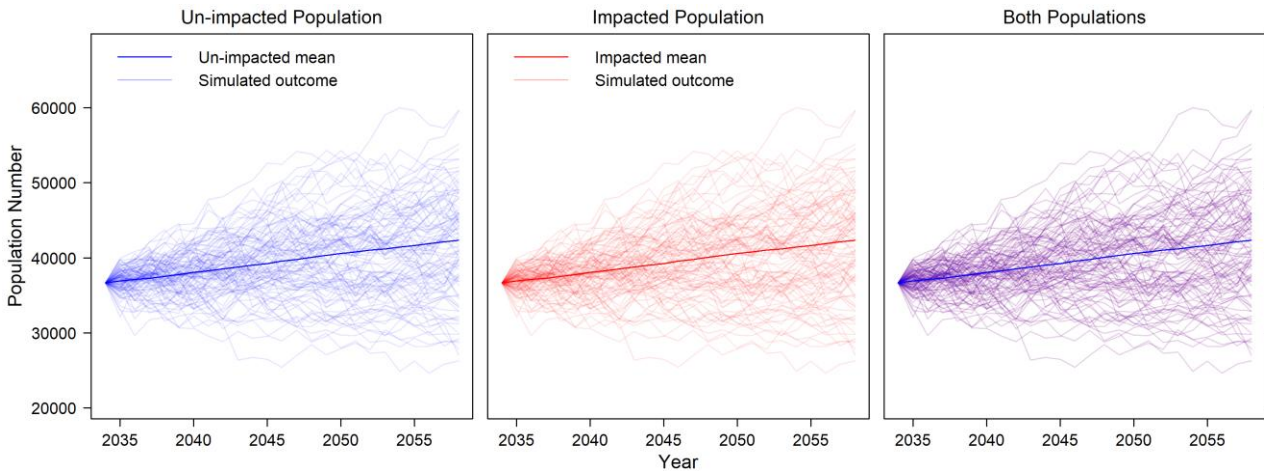 Un-impacted Population
Impacted Population
Both Populations
Un-impacted mean
Simulated outcome
Impacted mean
Simulated outcome
Population Number
60000
50000
40000
30000
20000
2035 2040 2045 2050 2055
2035 2040 2045 2050 2055
2035 2040 2045 2050 2055
Year